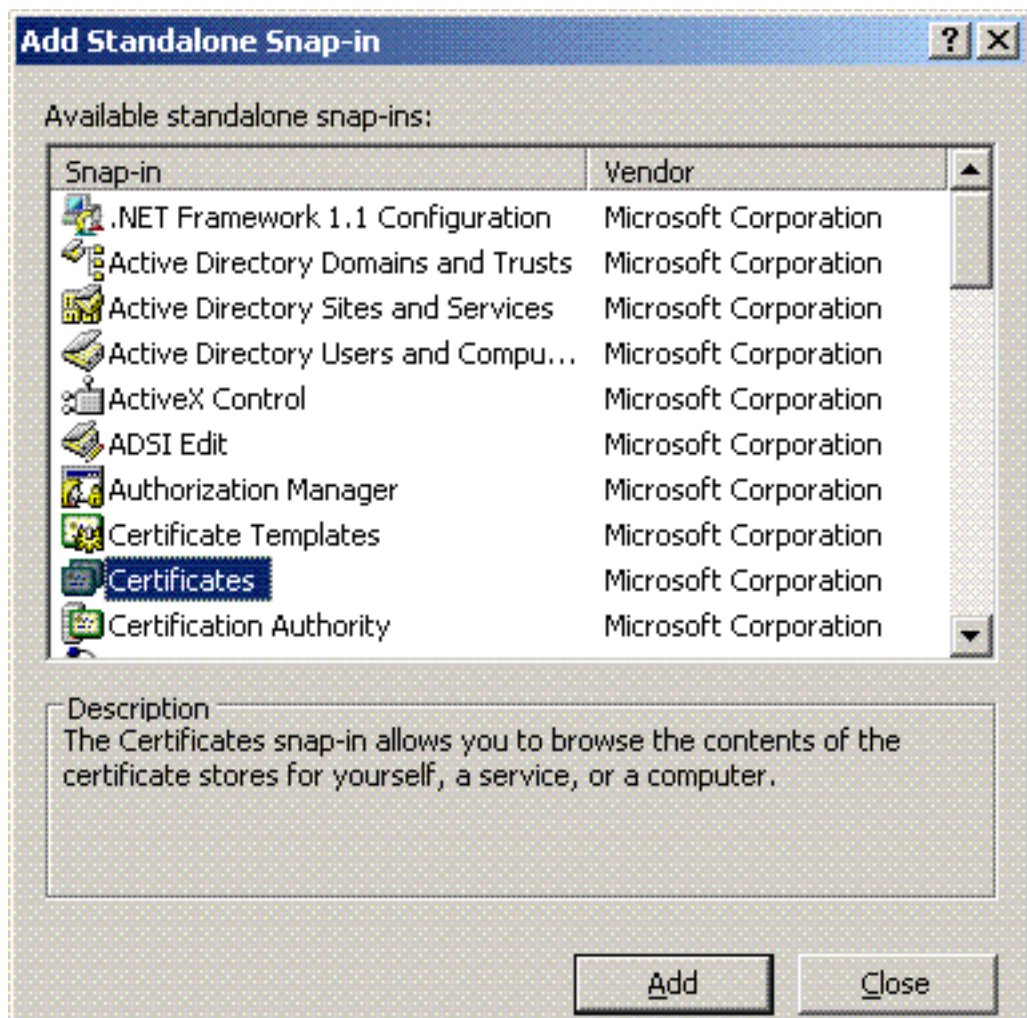 Add Standalone Snap-in
Available standalone snap-ins:
Snap-in Vendor
.NET Framework 1.1 Configuration Microsoft Corporation
Active Directory Domains and Trusts Microsoft Corporation
Active Directory Sites and Services Microsoft Corporation
Active Directory Users and Compu... Microsoft Corporation
ActiveX Control Microsoft Corporation
ADSI Edit Microsoft Corporation
Authorization Manager Microsoft Corporation
Certificate Templates Microsoft Corporation
Certificates Microsoft Corporation
Certification Authority Microsoft Corporation
Description
The Certificates snap-in allows you to browse the contents of the
certificate stores for yourself, a service, or a computer.
Add Close